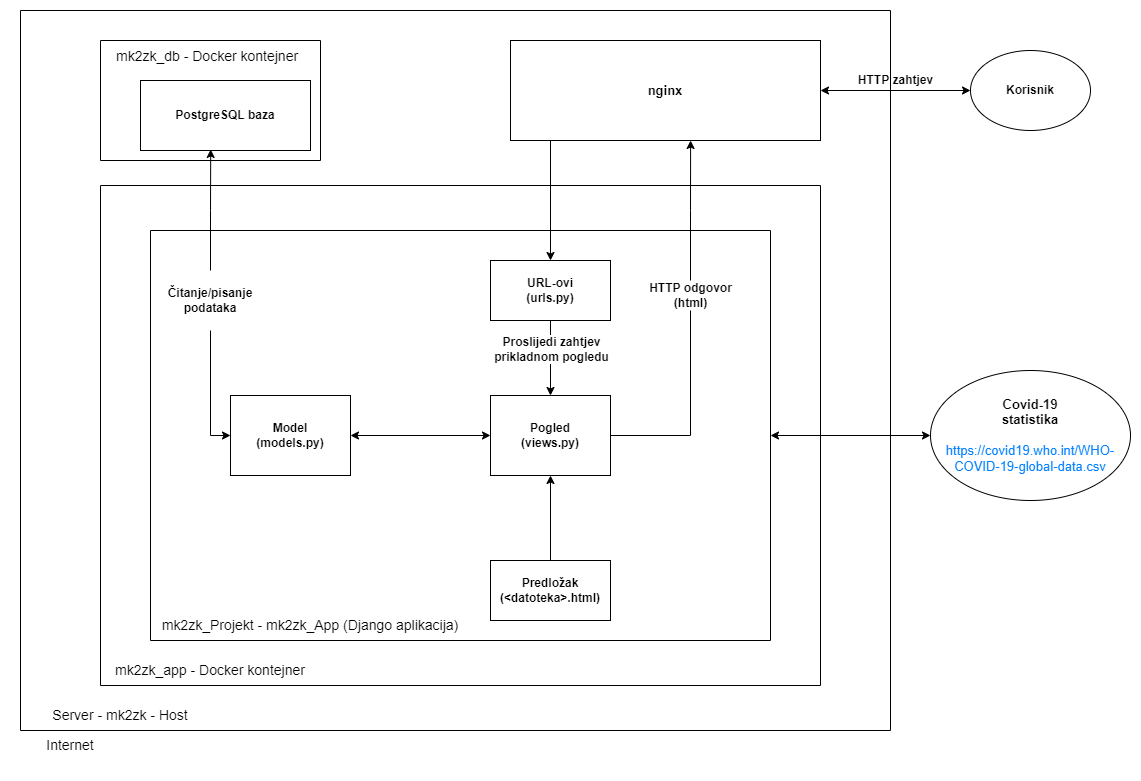 mk2zk_db - Docker kontejner
PostgreSQL baza
nginx
HTTP zahtjev
Korisnik
URL-ovi
(urls.py)
Čitanje/pisanje
podataka
HTTP odgovor
(html)
Proslijedi zahtjev
prikladnom pogledu
Model
(models.py)
Pogled
(views.py)
Covid-19
statistika
https://covid19.who.int/WHO-
COVID-19-global-data.csv
Predložak
(<datoteka>.html)
mk2zk_Projekt - mk2zk_App (Django aplikacija)
mk2zk_app - Docker kontejner
Server - mk2zk - Host
Internet